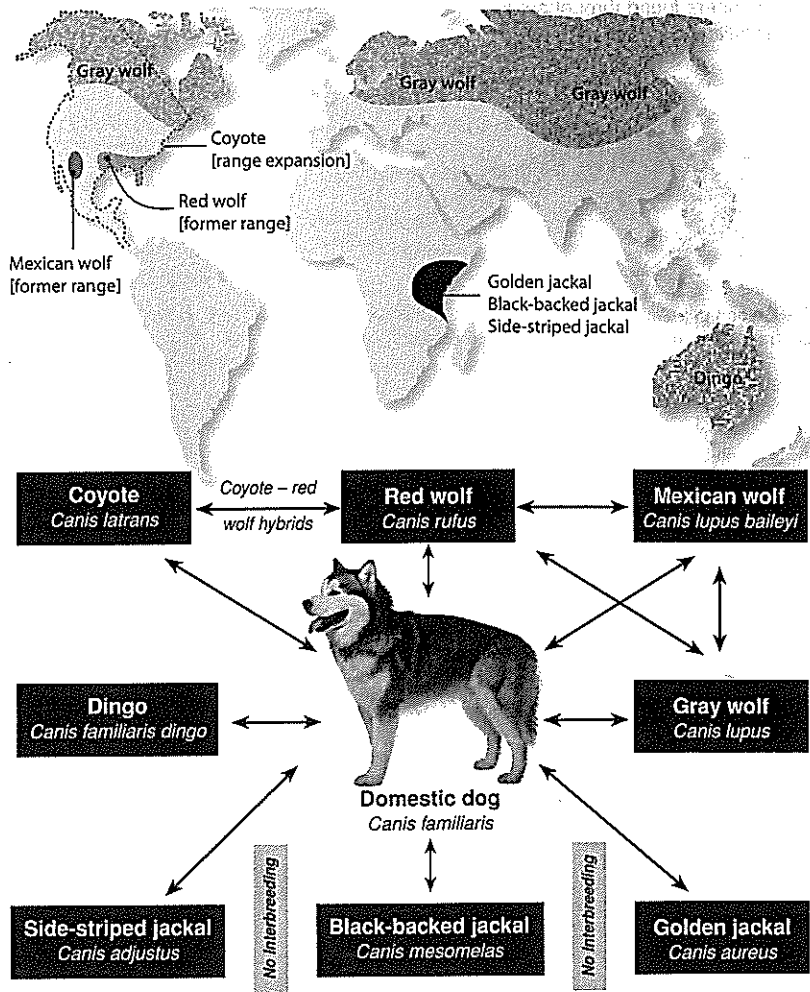 Gray wolf
Gray wolf
Gray wolf
Coyote
[range expansion]
Red wolf
[former range]
Mexican wolf
[former range]
Golden jackal
Black-backed jackal
Side-striped jackal
Dingo
Coyote
Canis latrans
Coyote – red
wolf hybrids
Red wolf
Canis rufus
Mexican wolf
Canis lupus baileyi
Dingo
Canis familiaris dingo
Gray wolf
Canis lupus
Domestic dog
Canis familiaris
Side-striped jackal
Canis adjustus
No Interbreeding
Black-backed jackal
Canis mesomelas
No Interbreeding
Golden jackal
Canis aureus